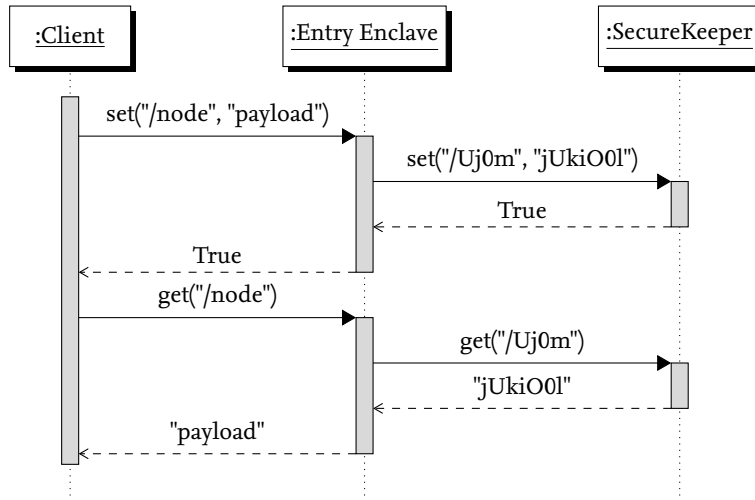 :Client
:Entry Enclave
:SecureKeeper
set("/node", "payload")
set("/Uj0m", "jUkiO0l")
True
True
get("/node")
get("/Uj0m")
"jUkiO0l"
"payload"